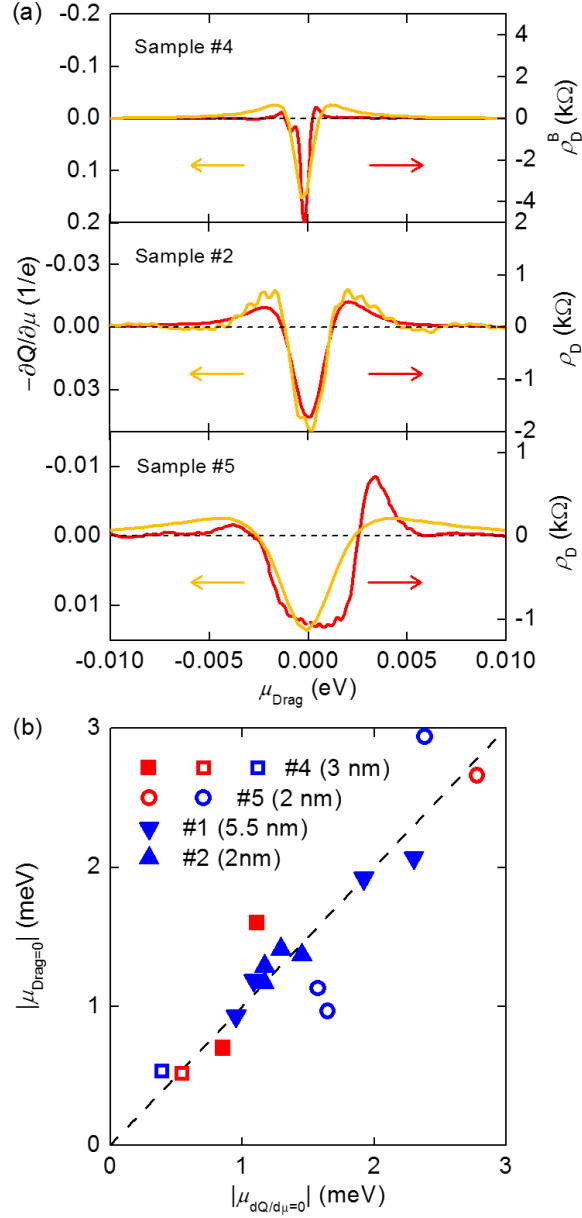 (a)
-0.2
Sample #4
4
-0.1
2
0.0
0
0.1
-2
-4
0.2
2
-0.03
Sample #2
1
0.00
0
0.03
-1
-2
-0.01
Sample #5
1
0.00
0
0.01
-1
−∂Q/∂μ (1/e)
ρ_D^B (kΩ)
ρ_D (kΩ)
ρ_D (kΩ)
-0.010 -0.005 0.000 0.005 0.010
μ_Drag (eV)
(b)
3
#4 (3 nm)
#5 (2 nm)
#1 (5.5 nm)
#2 (2nm)
2
1
0
|μ_Drag=0| (meV)
0 1 2 3
|μ_dQ/dμ=0| (meV)